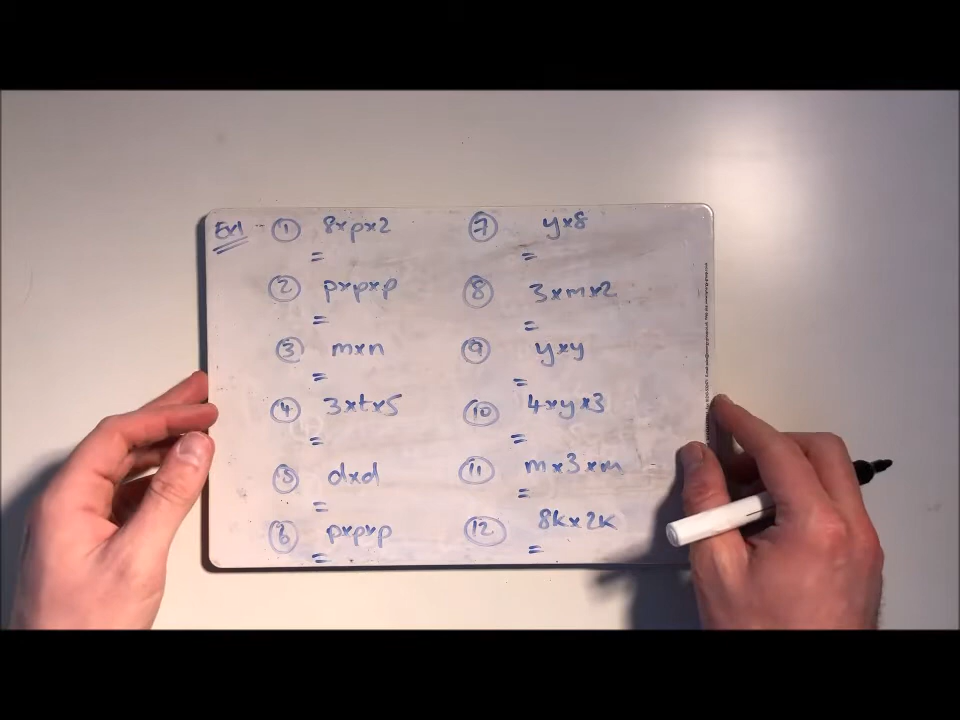 Ex1
① 8×p×2
=
② p×p×p
=
③ m×n
=
④ 3×t×5
=
⑤ d×d
=
⑥ p×p×p
=
⑦ y×8
=
⑧ 3×m×2
=
⑨ y×y
=
⑩ 4×y×3
=
⑪ m×3×m
=
⑫ 8k×2k
=